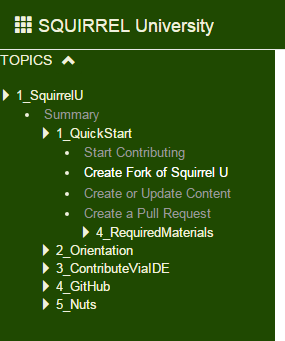 SQUIRREL University
TOPICS
1_SquirrelU
Summary
1_QuickStart
Start Contributing
Create Fork of Squirrel U
Create or Update Content
Create a Pull Request
4_RequiredMaterials
2_Orientation
3_ContributeViaIDE
4_GitHub
5_Nuts